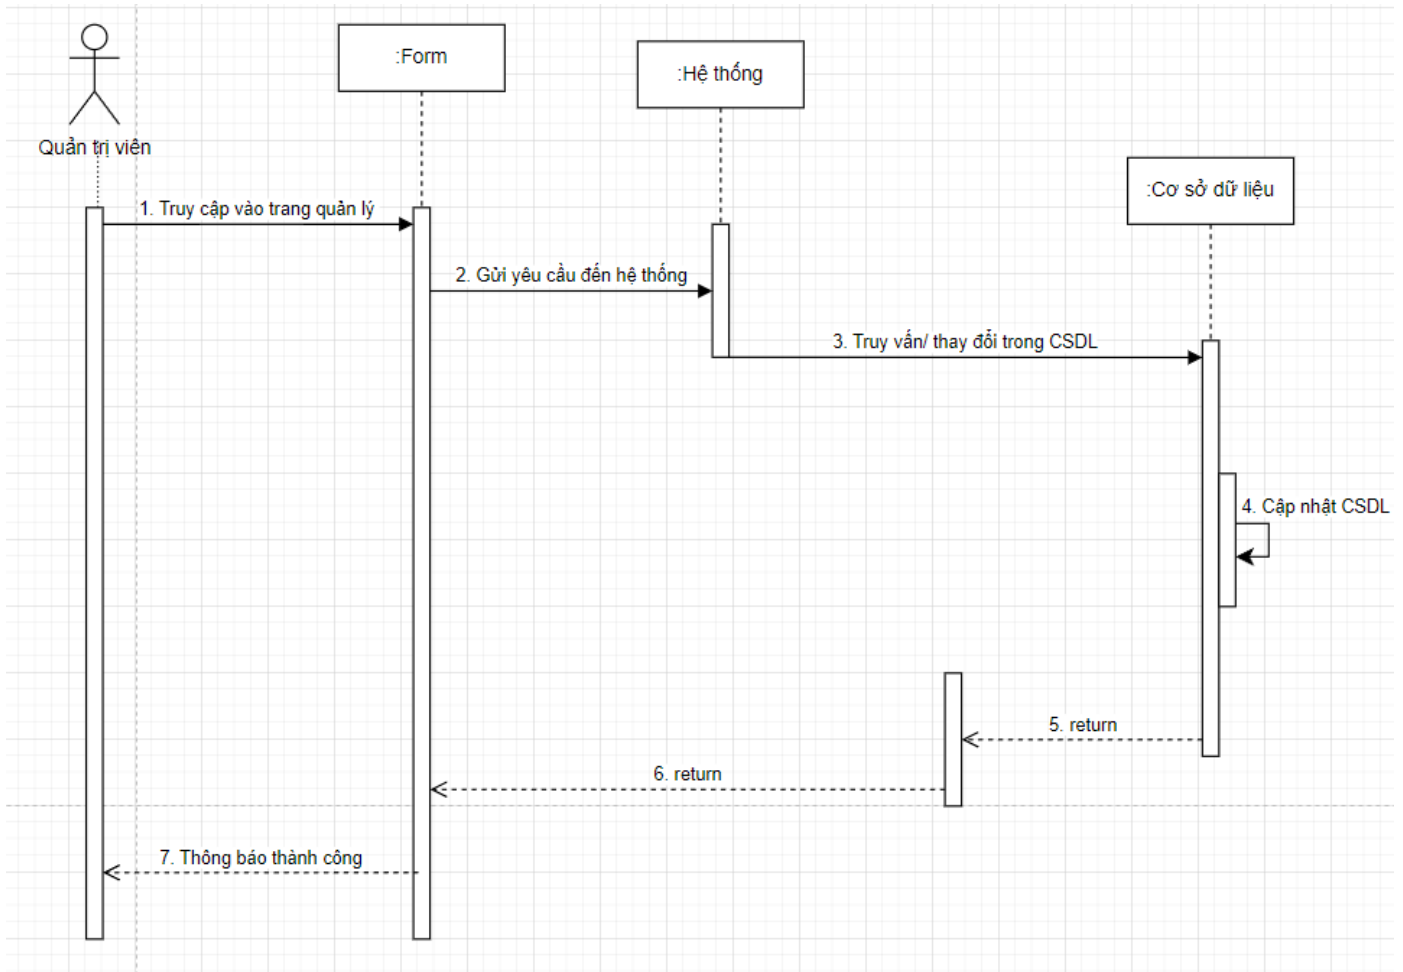 :Form
:Hệ thống
Quản trị viên
:Cơ sở dữ liệu
1. Truy cập vào trang quản lý
2. Gửi yêu cầu đến hệ thống
3. Truy vấn/ thay đổi trong CSDL
4. Cập nhật CSDL
5. return
6. return
7. Thông báo thành công